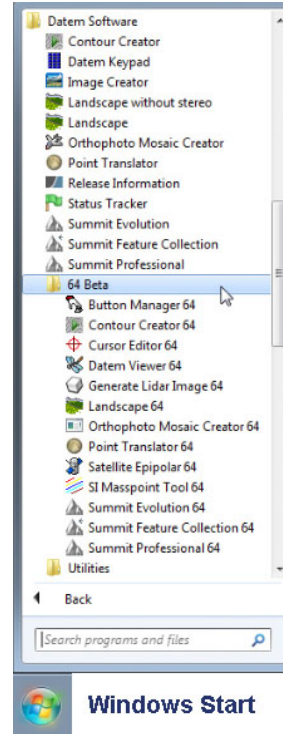 Datem Software
Contour Creator
Datem Keypad
Image Creator
Landscape without stereo
Landscape
Orthophoto Mosaic Creator
Point Translator
Release Information
Status Tracker
Summit Evolution
Summit Feature Collection
Summit Professional
64 Beta
Button Manager 64
Contour Creator 64
Cursor Editor 64
Datem Viewer 64
Generate Lidar Image 64
Landscape 64
Orthophoto Mosaic Creator 64
Point Translator 64
Satellite Epipolar 64
SI Masspoint Tool 64
Summit Evolution 64
Summit Feature Collection 64
Summit Professional 64
Utilities
Back
Search programs and files
Windows Start